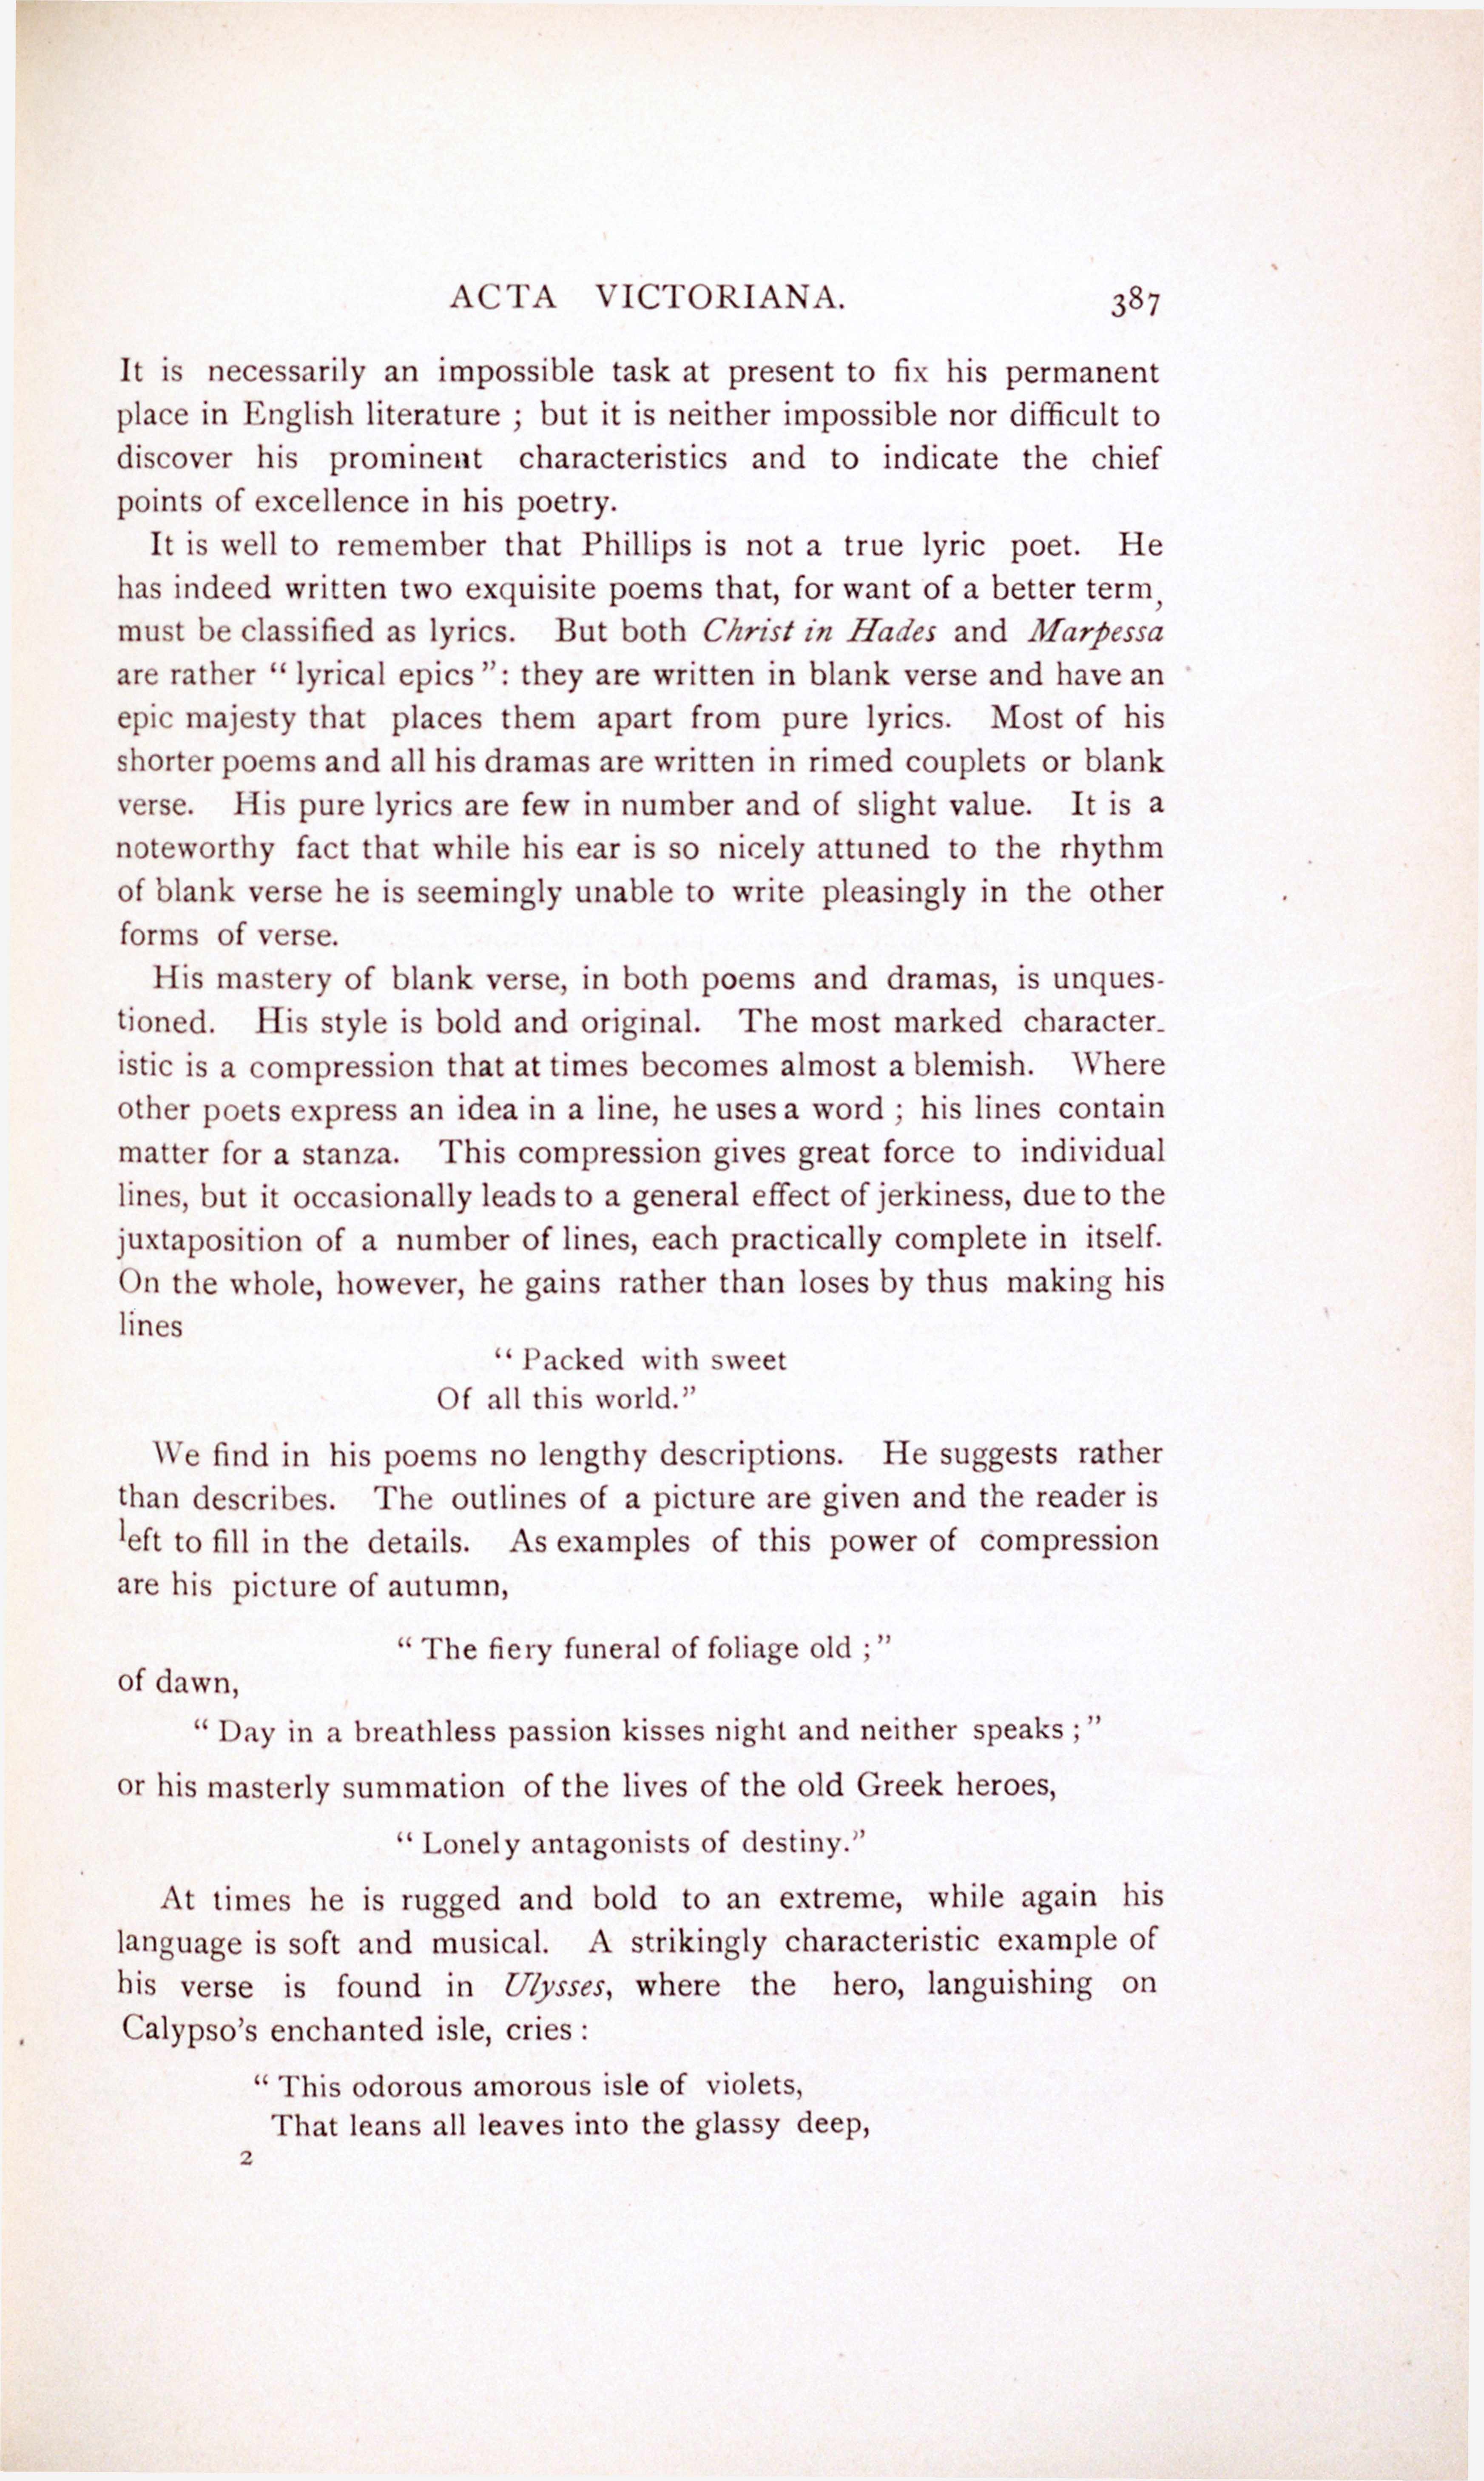 ACTA VICTORIANA. 387
It is necessarily an impossible task at present to fix his permanent
place in English literature ; but it is neither impossible nor difficult to
discover his prominent characteristics and to indicate the chief
points of excellence in his poetry.
It is well to remember that Phillips is not a true lyric poet. He
has indeed written two exquisite poems that, for want of a better term,
must be classified as lyrics. But both Christ in Hades and Marpessa
are rather “ lyrical epics ”: they are written in blank verse and have an
epic majesty that places them apart from pure lyrics. Most of his
shorter poems and all his dramas are written in rimed couplets or blank
verse. His pure lyrics are few in number and of slight value. It is a
noteworthy fact that while his ear is so nicely attuned to the rhythm
of blank verse he is seemingly unable to write pleasingly in the other
forms of verse.
His mastery of blank verse, in both poems and dramas, is unques-
tioned. His style is bold and original. The most marked character-
istic is a compression that at times becomes almost a blemish. Where
other poets express an idea in a line, he uses a word ; his lines contain
matter for a stanza. This compression gives great force to individual
lines, but it occasionally leads to a general effect of jerkiness, due to the
juxtaposition of a number of lines, each practically complete in itself.
On the whole, however, he gains rather than loses by thus making his
lines
“ Packed with sweet
Of all this world.”
We find in his poems no lengthy descriptions. He suggests rather
than describes. The outlines of a picture are given and the reader is
left to fill in the details. As examples of this power of compression
are his picture of autumn,
“ The fiery funeral of foliage old ;”
of dawn,
“ Day in a breathless passion kisses night and neither speaks ;”
or his masterly summation of the lives of the old Greek heroes,
“ Lonely antagonists of destiny.”
At times he is rugged and bold to an extreme, while again his
language is soft and musical. A strikingly characteristic example of
his verse is found in Ulysses, where the hero, languishing on
Calypso’s enchanted isle, cries :
“ This odorous amorous isle of violets,
That leans all leaves into the glassy deep,
2